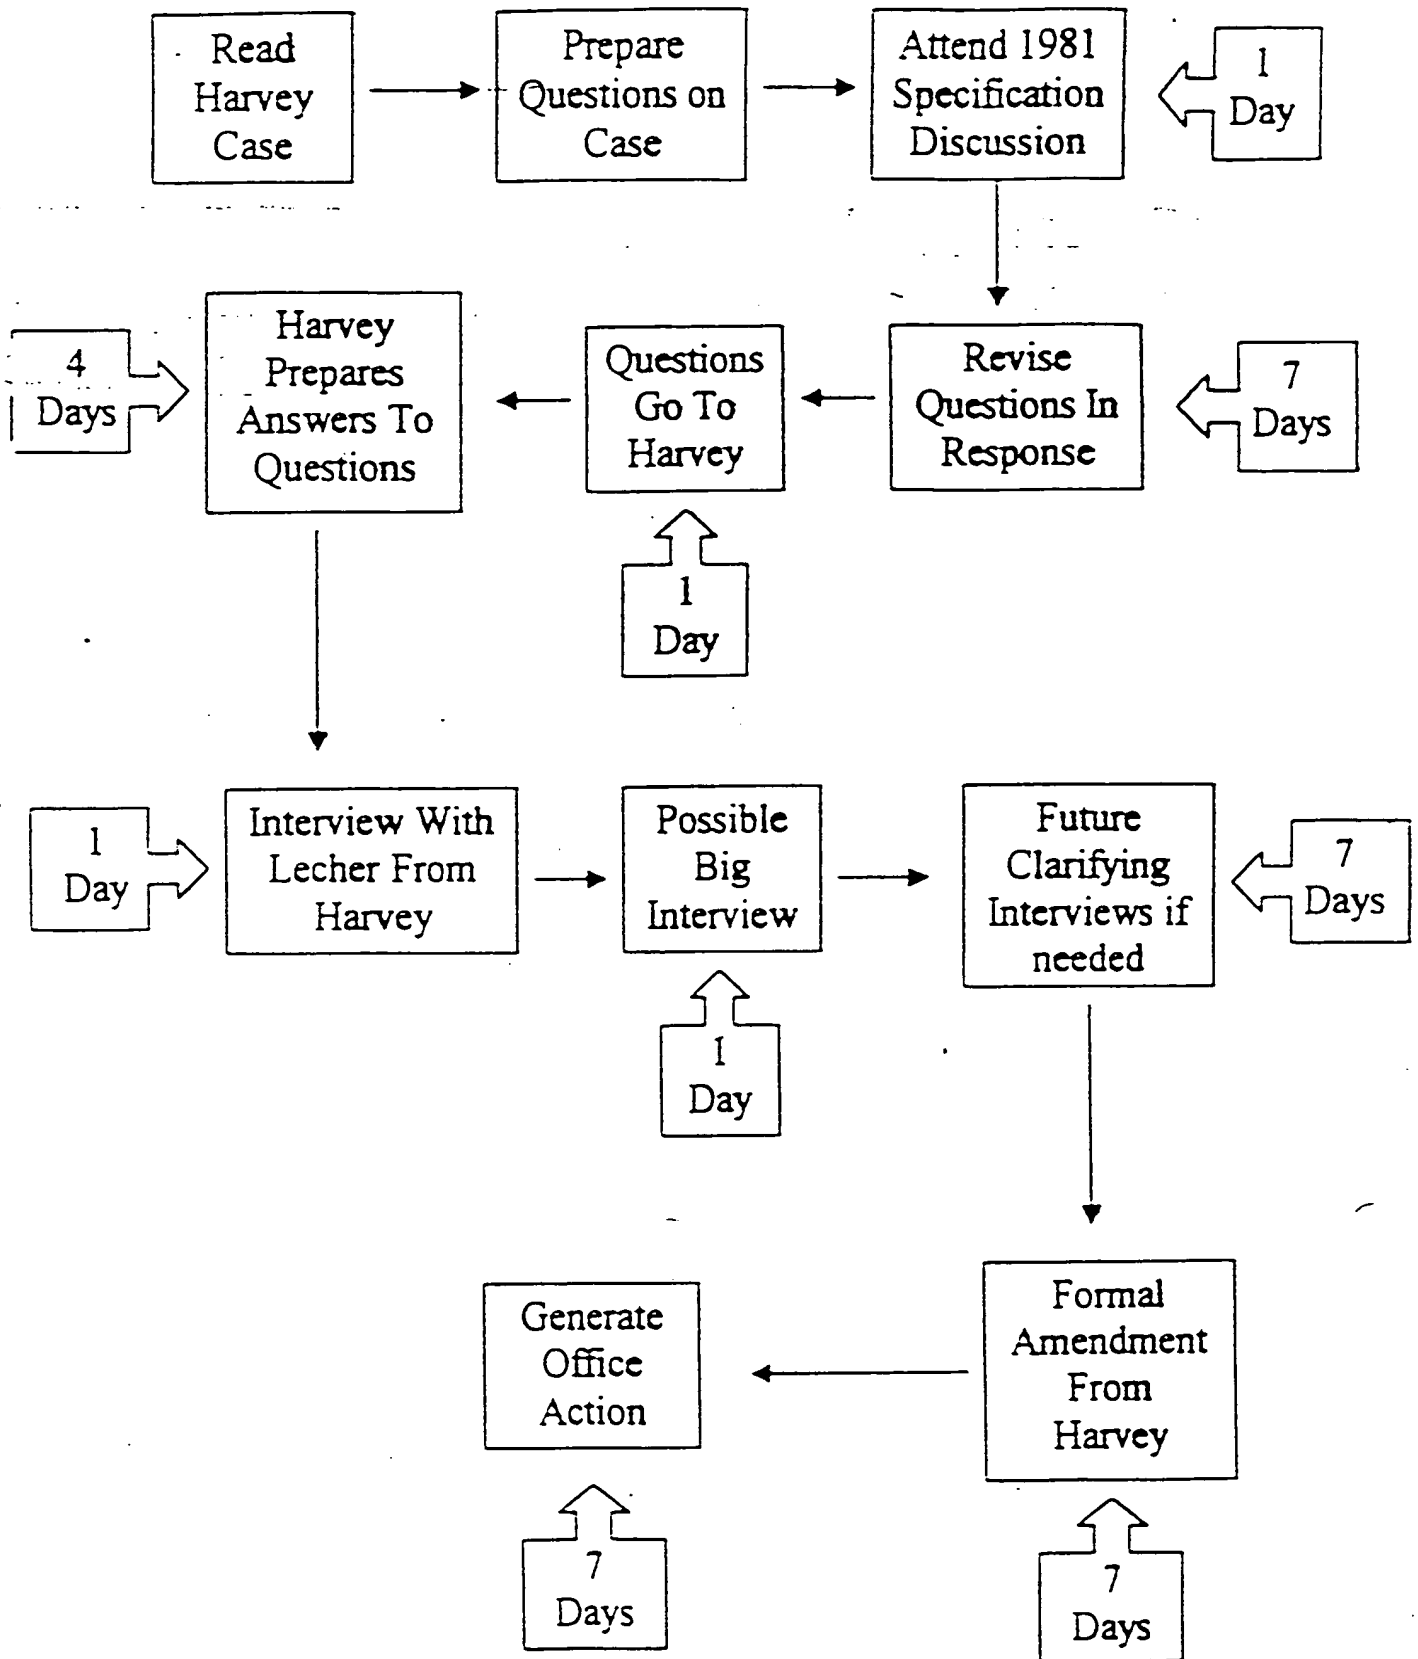 Read
Harvey
Case
Prepare
Questions on
Case
Attend 1981
Specification
Discussion
1
Day
Revise
Questions In
Response
7
Days
Questions
Go To
Harvey
1
Day
Harvey
Prepares
Answers To
Questions
4
Days
Interview With
Lecher From
Harvey
1
Day
Possible
Big
Interview
1
Day
Future
Clarifying
Interviews if
needed
7
Days
Formal
Amendment
From
Harvey
7
Days
Generate
Office
Action
7
Days